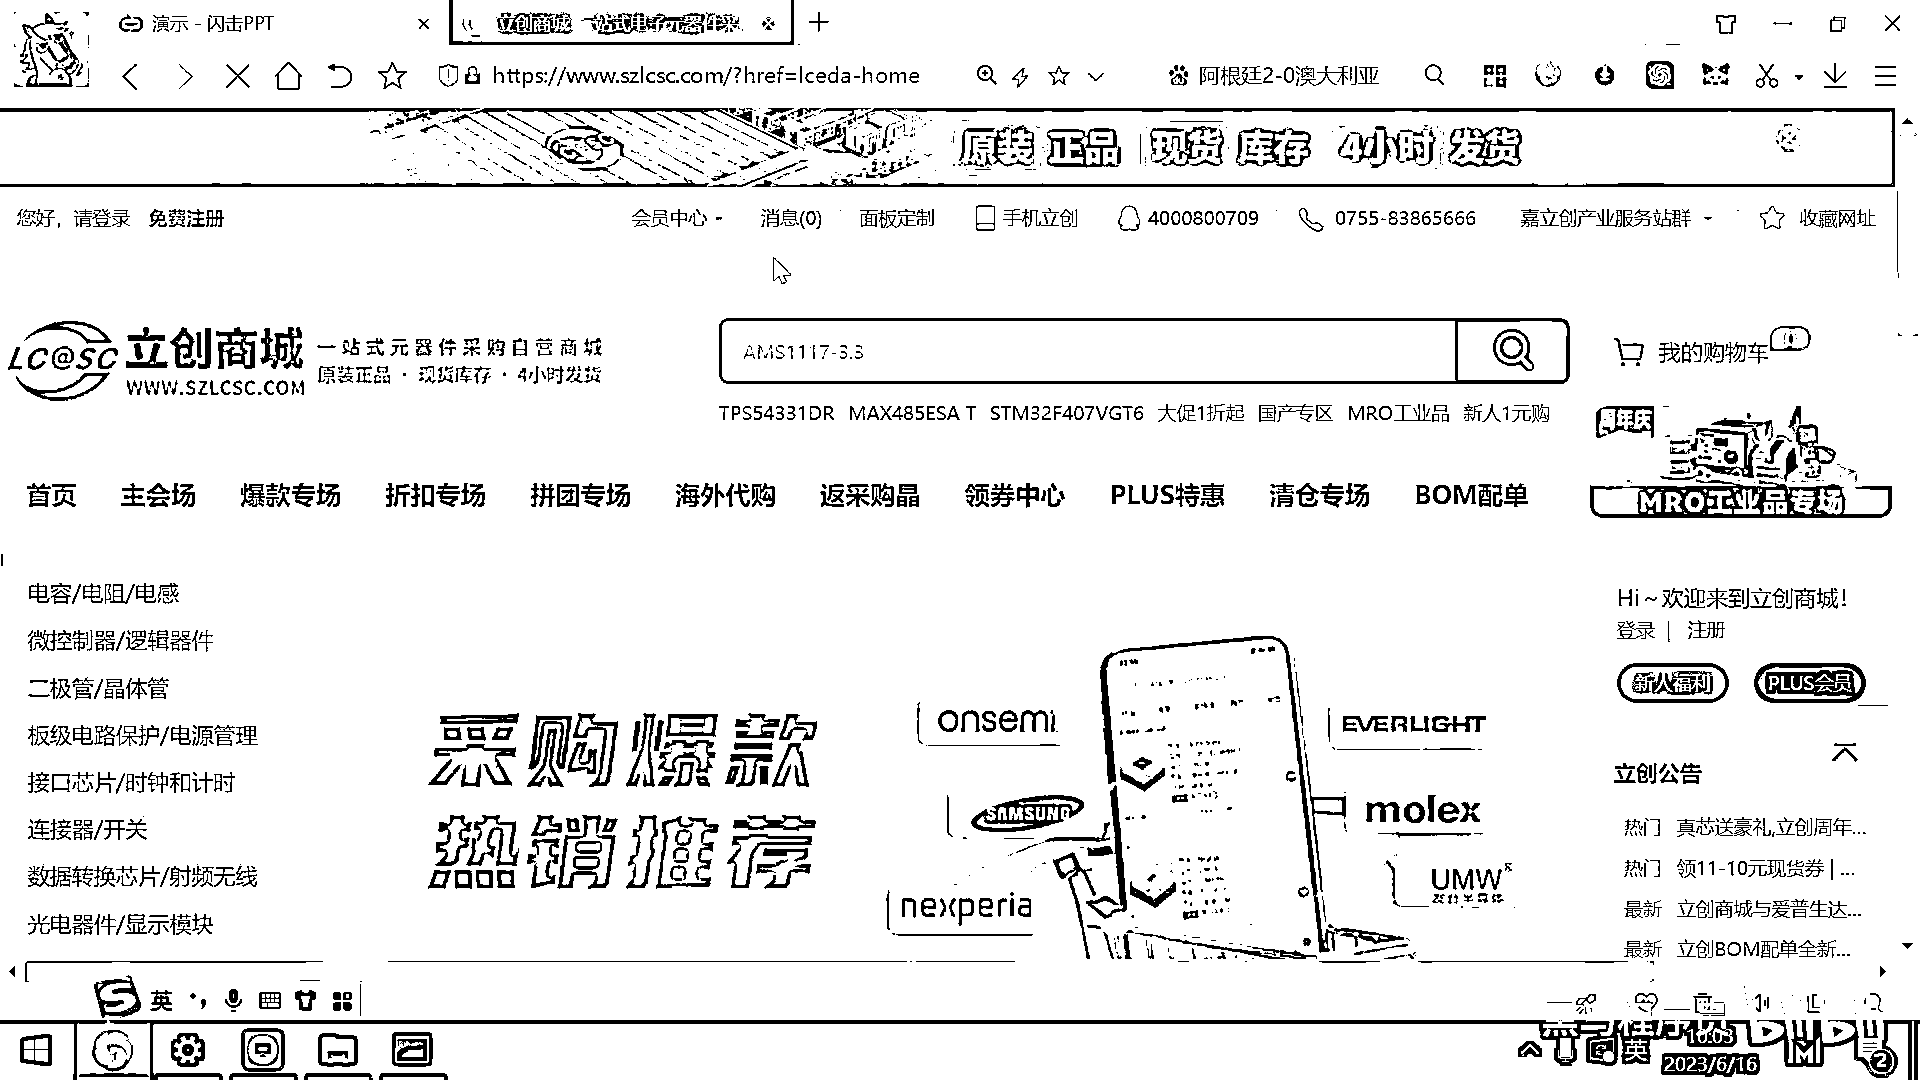 演示 - 闪击PPT
立创商城 一站式电子元器件采
https://www.szlcsc.com/?href=lceda-home
阿根廷2-0澳大利亚
原装 正品 现货 库存 4小时 发货
您好，请登录 免费注册
会员中心 消息(0) 面板定制 手机立创 4000800709 0755-83865666 嘉立创产业服务站群 收藏网址
LC@SC 立创商城 一站式元器件采购自营商城
WWW.SZLCSC.COM 原装正品 · 现货库存 · 4小时发货
AMS1117-3.3
我的购物车
TPS54331DR MAX485ESA T STM32F407VGT6 大促1折起 国产专区 MRO工业品 新人1元购
周年庆
MRO工业品专场
首页 主会场 爆款专场 折扣专场 拼团专场 海外代购 返采购晶 领券中心 PLUS特惠 清仓专场 BOM配单
电容/电阻/电感
微控制器/逻辑器件
二极管/晶体管
板级电路保护/电源管理
接口芯片/时钟和计时
连接器/开关
数据转换芯片/射频无线
光电器件/显示模块
采购爆款
热销推荐
onsemi
SAMSUNG
nexperia
EVERLIGHT
molex
UMW
Hi～欢迎来到立创商城！
登录 | 注册
新人福利 PLUS会员
立创公告
热门 真芯送豪礼,立创周年...
热门 领11-10元现货券 | ...
最新 立创商城与爱普生达...
最新 立创BOM配单全新...
英
英
10:03
2023/6/16
2